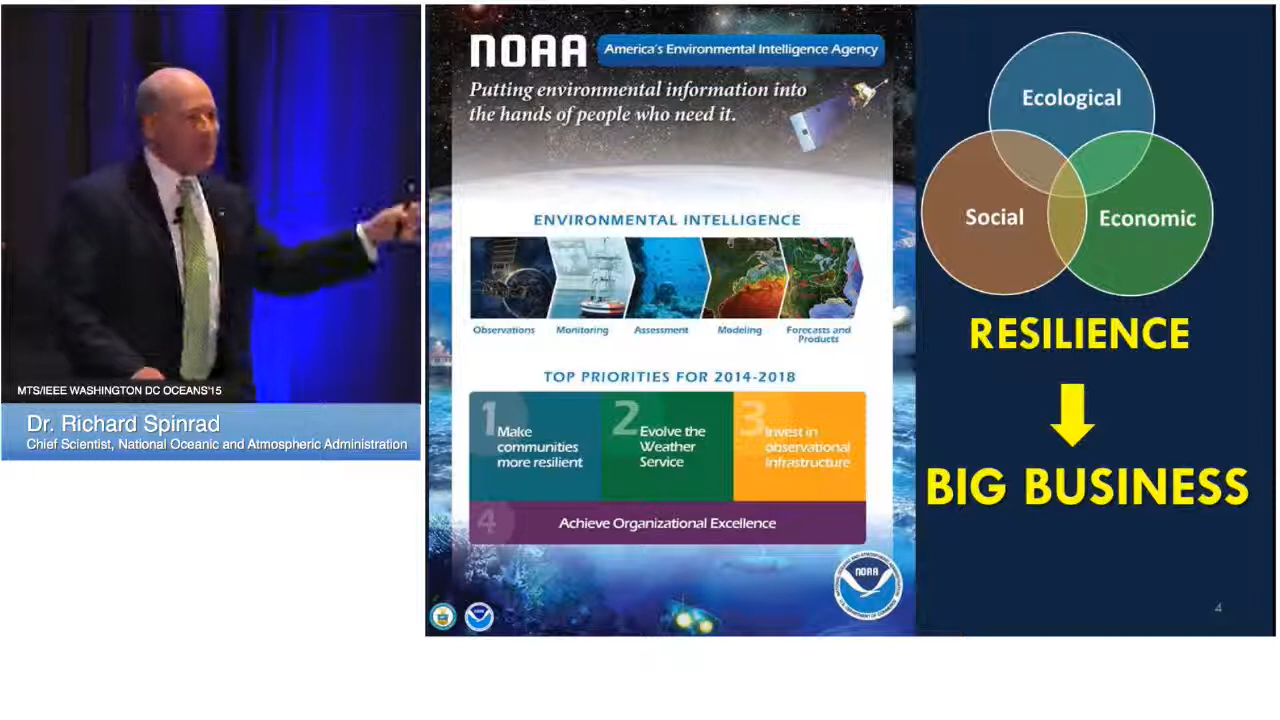 MTS/IEEE WASHINGTON DC OCEANS'15
Dr. Richard Spinrad
Chief Scientist, National Oceanic and Atmospheric Administration
NOAA
America's Environmental Intelligence Agency
Putting environmental information into
the hands of people who need it.
ENVIRONMENTAL INTELLIGENCE
Observations
Monitoring
Assessment
Modeling
Forecasts and
Products
TOP PRIORITIES FOR 2014-2018
1
Make
communities
more resilient
2
Evolve the
Weather
Service
3
Invest in
observational
Infrastructure
4
Achieve Organizational Excellence
NOAA
Ecological
Social
Economic
RESILIENCE
BIG BUSINESS
4